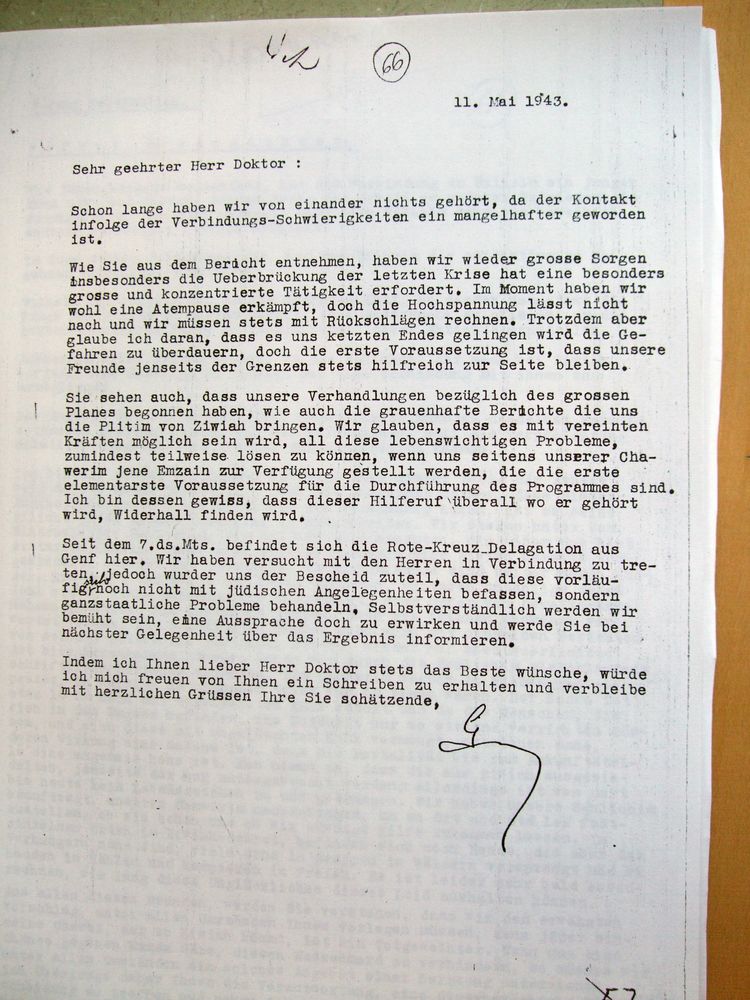 66
11. Mai 1943.
Sehr geehrter Herr Doktor :
Schon lange haben wir von einander nichts gehört, da der Kontakt
infolge der Verbindungs-Schwierigkeiten ein mangelhafter geworden
ist.
Wie Sie aus dem Bericht entnehmen, haben wir wieder grosse Sorgen
insbesonders die Ueberbrückung der letzten Krise hat eine besonders
grosse und konzentrierte Tätigkeit erfordert. Im Moment haben wir
wohl eine Atempause erkämpft, doch die Hochspannung lässt nicht
nach und wir müssen stets mit Rückschlägen rechnen. Trotzdem aber
glaube ich daran, dass es uns ketzten Endes gelingen wird die Ge-
fahren zu überdauern, doch die erste Voraussetzung ist, dass unsere
Freunde jenseits der Grenzen stets hilfreich zur Seite bleiben.
Sie sehen auch, dass unsere Verhandlungen bezüglich des grossen
Planes begonnen haben, wie auch die grauenhafte Berichte die uns
die Plitim von Ziwiah bringen. Wir glauben, dass es mit vereinten
Kräften möglich sein wird, all diese lebenswichtigen Probleme,
zumindest teilweise lösen zu können, wenn uns seitens unserer Cha-
werim jene Emzain zur Verfügung gestellt werden, die die erste
elementarste Voraussetzung für die Durchführung des Programmes sind.
Ich bin dessen gewiss, dass dieser Hilferuf überall wo er gehört
wird, Widerhall finden wird.
Seit dem 7.ds.Mts. befindet sich die Rote-Kreuz-Delagation aus
Genf hier. Wir haben versucht mit den Herren in Verbindung zu tre-
ten, jedoch wurder uns der Bescheid zuteil, dass diese vorläu-
fig sich noch nicht mit jüdischen Angelegenheiten befassen, sondern
ganzstaatliche Probleme behandeln. Selbstverständlich werden wir
bemüht sein, eine Aussprache doch zu erwirken und werde Sie bei
nächster Gelegenheit über das Ergebnis informieren.
Indem ich Ihnen lieber Herr Doktor stets das Beste wünsche, würde
ich mich freuen von Ihnen ein Schreiben zu erhalten und verbleibe
mit herzlichen Grüssen Ihre Sie schätzende,
57